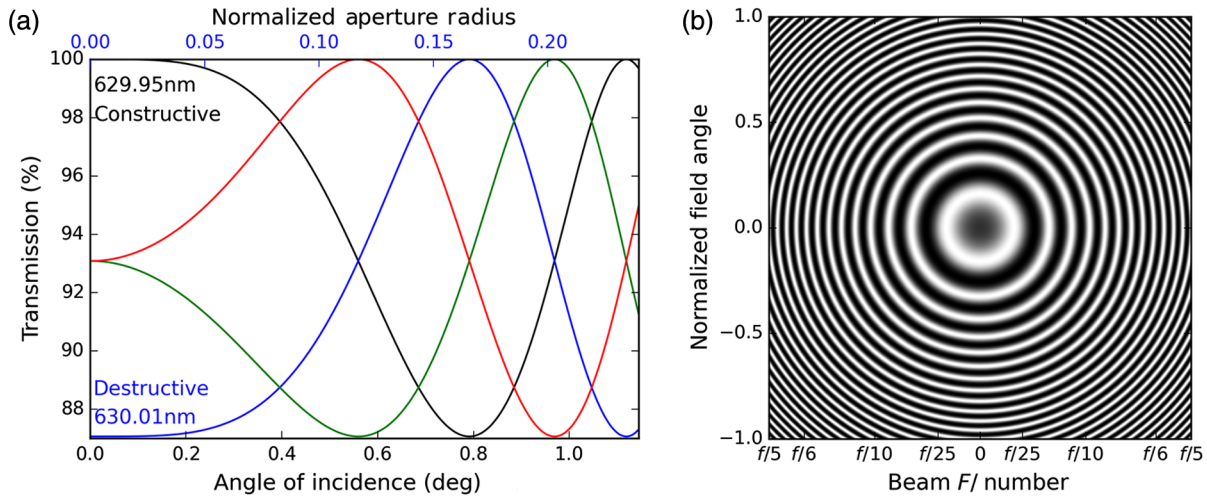 (a)
Normalized aperture radius
0.00 0.05 0.10 0.15 0.20
100
98
96
94
92
90
88
Transmission (%)
629.95nm
Constructive
Destructive
630.01nm
0.0 0.2 0.4 0.6 0.8 1.0
Angle of incidence (deg)
(b)
1.0
0.5
0.0
−0.5
−1.0
Normalized field angle
f/5 f/6 f/10 f/25 0 f/25 f/10 f/6 f/5
Beam F/ number